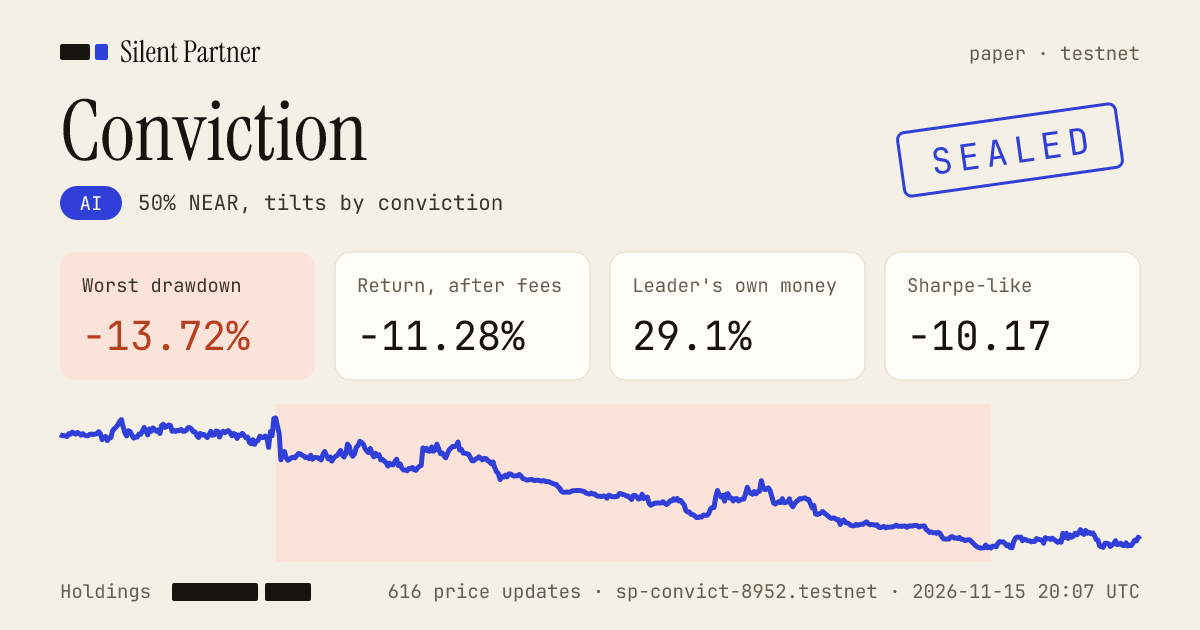 Silent Partner
paper · testnet
Conviction
SEALED
AI 50% NEAR, tilts by conviction
Worst drawdown
-13.72%
Return, after fees
-11.28%
Leader's own money
29.1%
Sharpe-like
-10.17
Holdings
616 price updates · sp-convict-8952.testnet · 2026-11-15 20:07 UTC